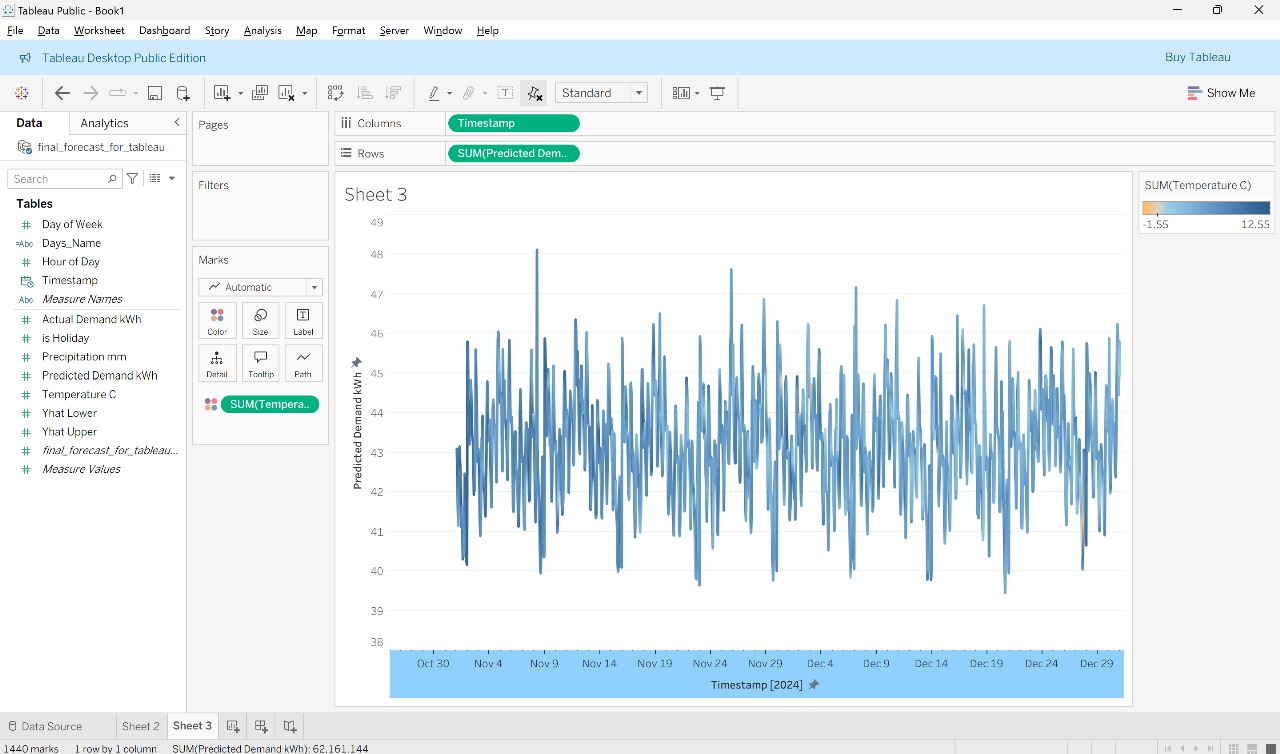 Tableau Public - Book1
File Data Worksheet Dashboard Story Analysis Map Format Server Window Help
Tableau Desktop Public Edition
Buy Tableau
Standard
Show Me
Data
Analytics
final_forecast_for_tableau
Search
Tables
Day of Week
=Abc Days_Name
Hour of Day
Timestamp
Abc Measure Names
Actual Demand kWh
is Holiday
Precipitation mm
Predicted Demand kWh
Temperature C
Yhat Lower
Yhat Upper
final_forecast_for_tableau...
Measure Values
Pages
Filters
Marks
Automatic
Color Size Label
Detail Tooltip Path
SUM(Tempera..
Columns
Timestamp
Rows
SUM(Predicted Dem..
Sheet 3
49
48
47
46
45
44
43
42
41
40
39
38
Predicted Demand kWh
Oct 30 Nov 4 Nov 9 Nov 14 Nov 19 Nov 24 Nov 29 Dec 4 Dec 9 Dec 14 Dec 19 Dec 24 Dec 29
Timestamp [2024]
SUM(Temperature C)
-1.55 12.55
Data Source
Sheet 2
Sheet 3
1440 marks 1 row by 1 column SUM(Predicted Demand kWh): 62,161.144